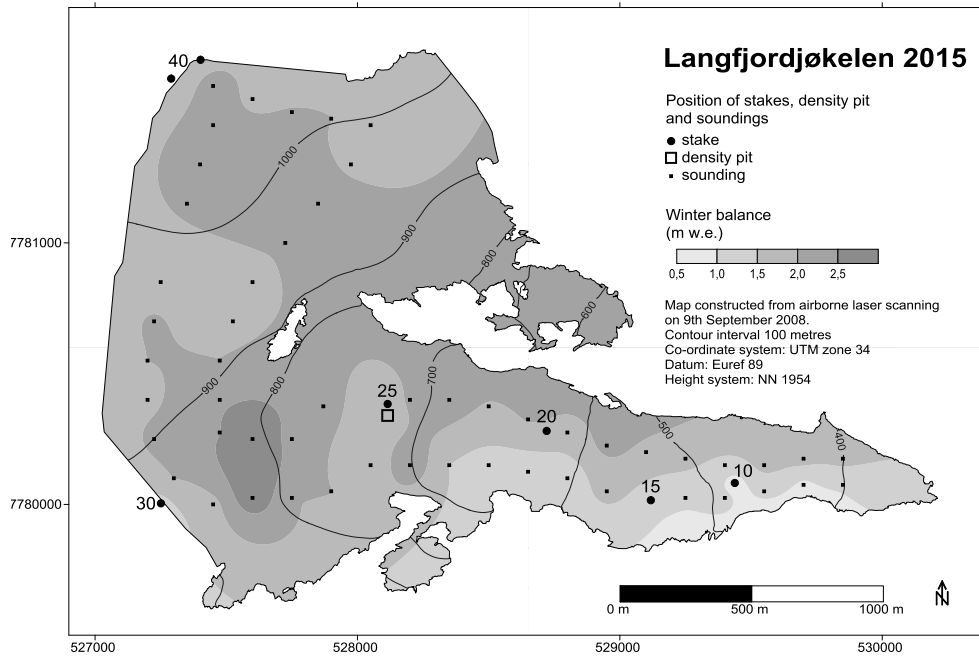 Langfjordjøkelen 2015
Position of stakes, density pit
and soundings
stake
density pit
sounding
Winter balance
(m w.e.)
0,5 1,0 1,5 2,0 2,5
Map constructed from airborne laser scanning
on 9th September 2008.
Contour interval 100 metres
Co-ordinate system: UTM zone 34
Datum: Euref 89
Height system: NN 1954
40
1000
7781000
900
800
600
900
800
700
25
20
500
400
10
15
30
7780000
0 m 500 m 1000 m
N
527000 528000 529000 530000